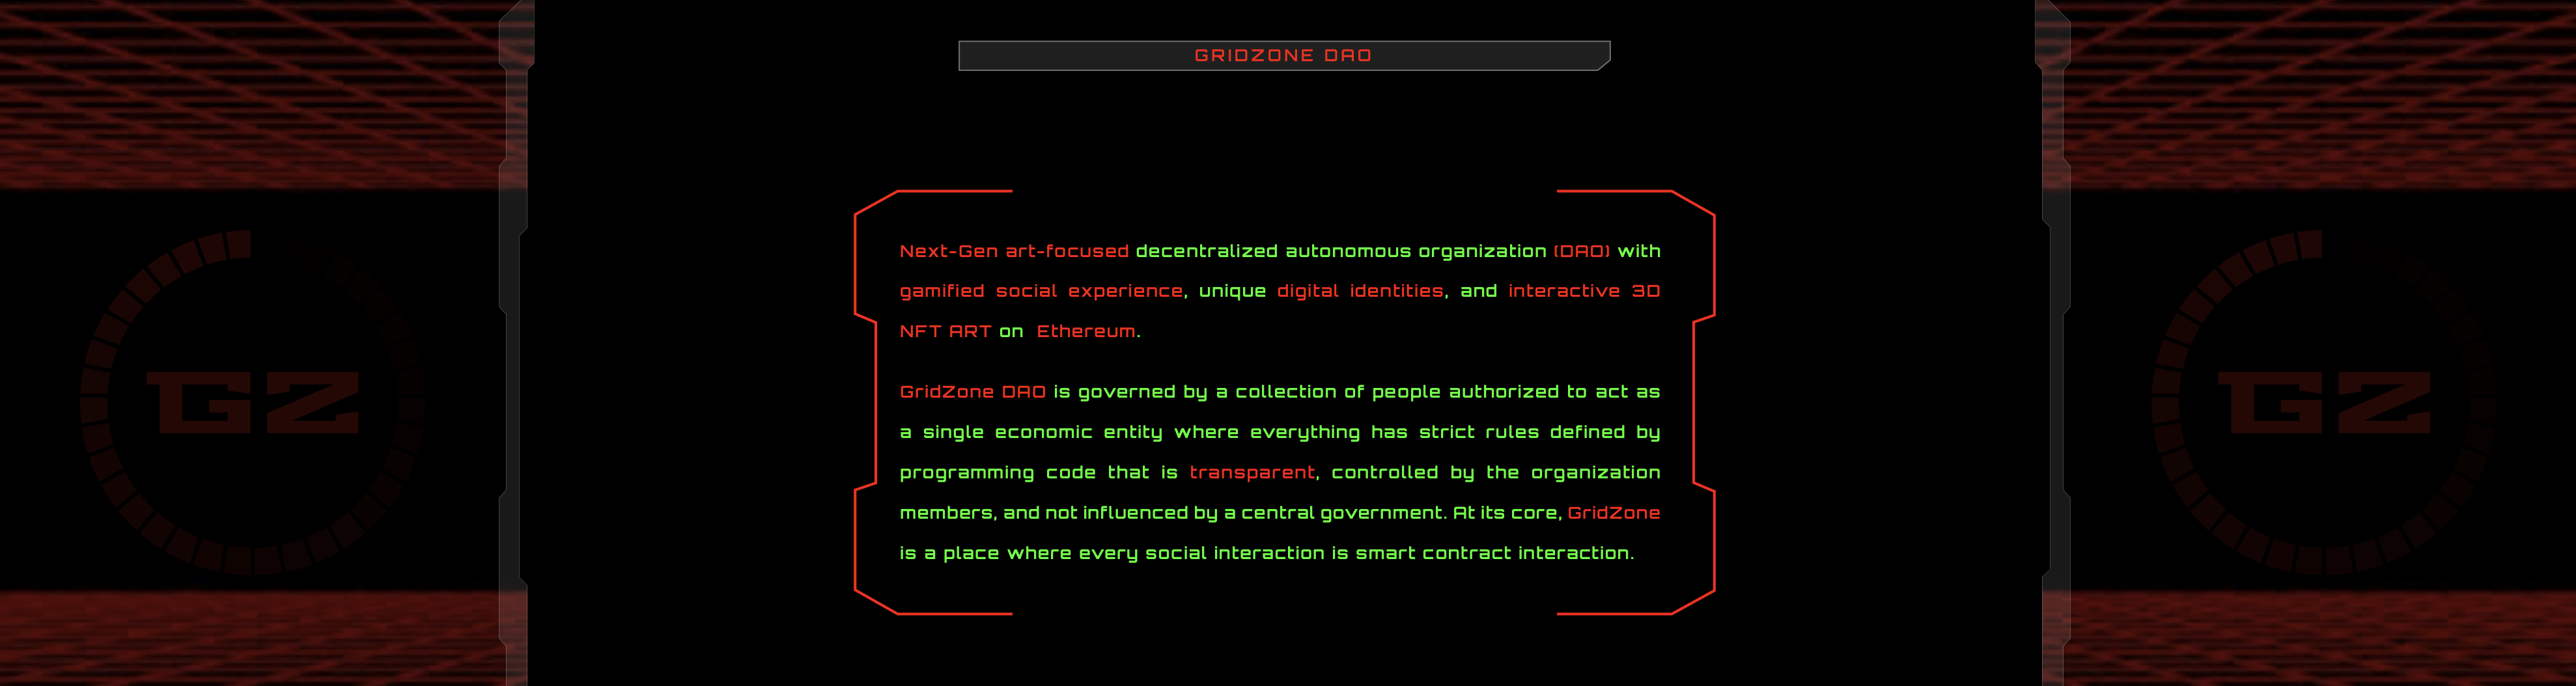 GRIDZONE DAO
Next-Gen art-focused decentralized autonomous organization (DAO) with
gamified social experience, unique digital identities, and interactive 3D
NFT ART on Ethereum.
GridZone DAO is governed by a collection of people authorized to act as
a single economic entity where everything has strict rules defined by
programming code that is transparent, controlled by the organization
members, and not influenced by a central government. At its core, GridZone
is a place where every social interaction is smart contract interaction.
GZ
GZ